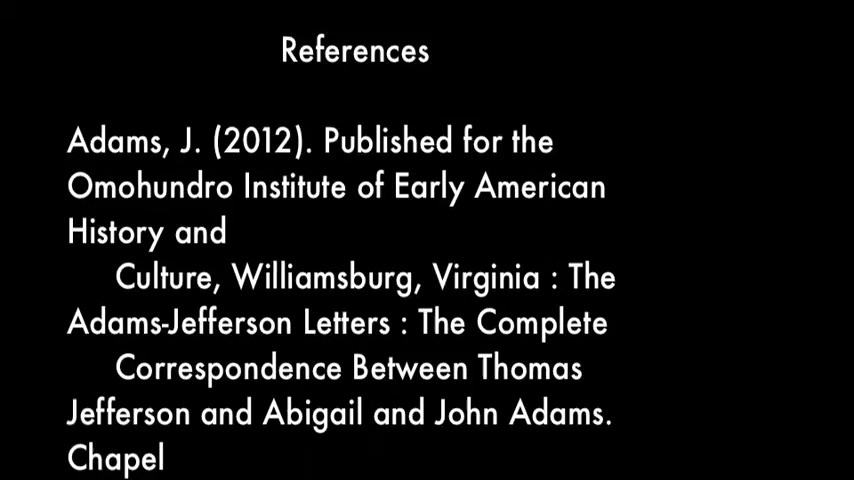 References
Adams, J. (2012). Published for the
Omohundro Institute of Early American
History and
Culture, Williamsburg, Virginia : The
Adams-Jefferson Letters : The Complete
Correspondence Between Thomas
Jefferson and Abigail and John Adams.
Chapel